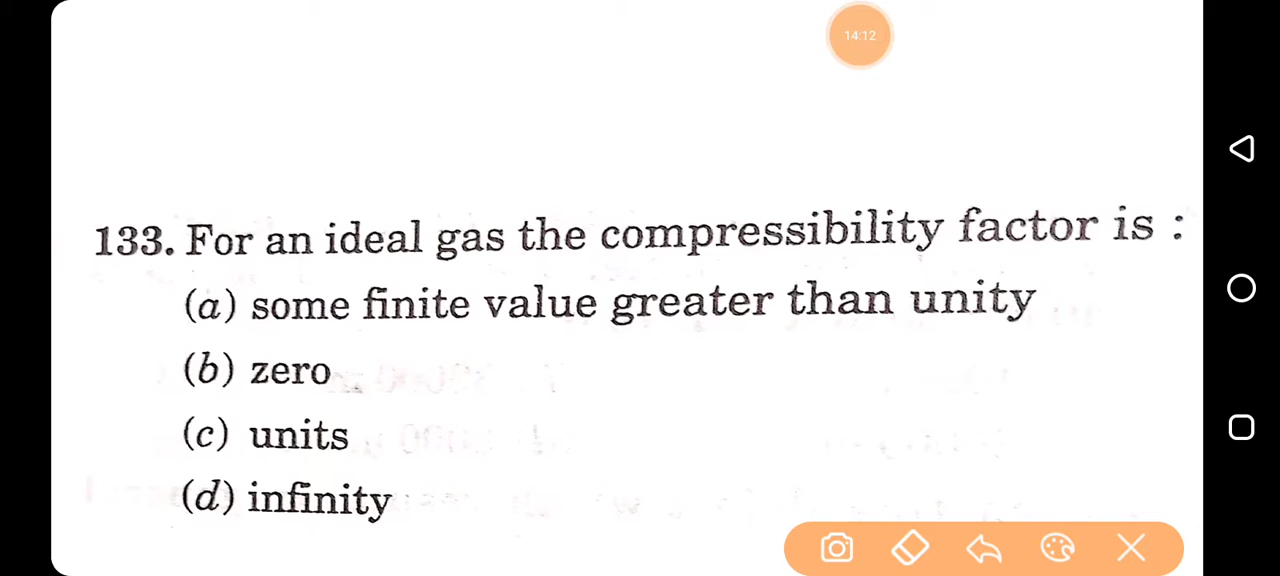 14:12
133. For an ideal gas the compressibility factor is :
(a) some finite value greater than unity
(b) zero
(c) units
(d) infinity